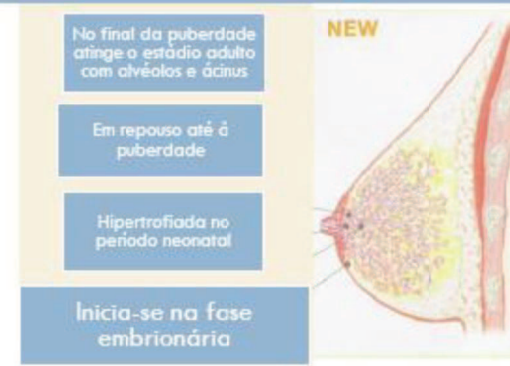 No final da puberdade
atinge o estádio adulto
com alvéolos e ácinus
NEW
Em repouso até á
puberdade
Hipertrofiada no
período neonatal
Inicia-se na fase
embrionária